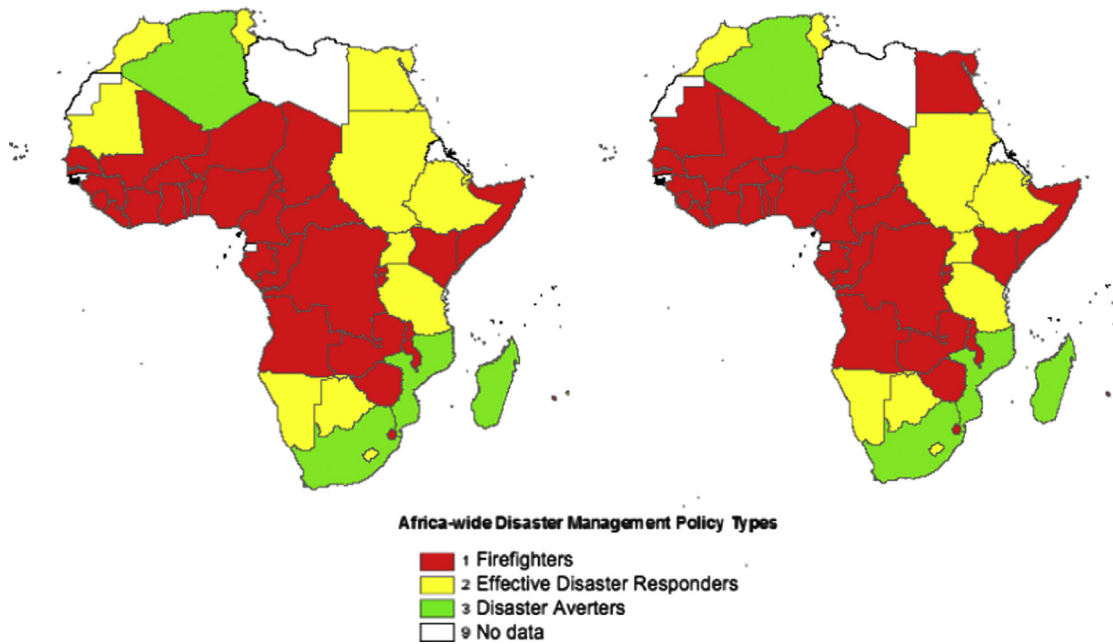 Africa-wide Disaster Management Policy Types
1 Firefighters
2 Effective Disaster Responders
3 Disaster Averters
9 No data